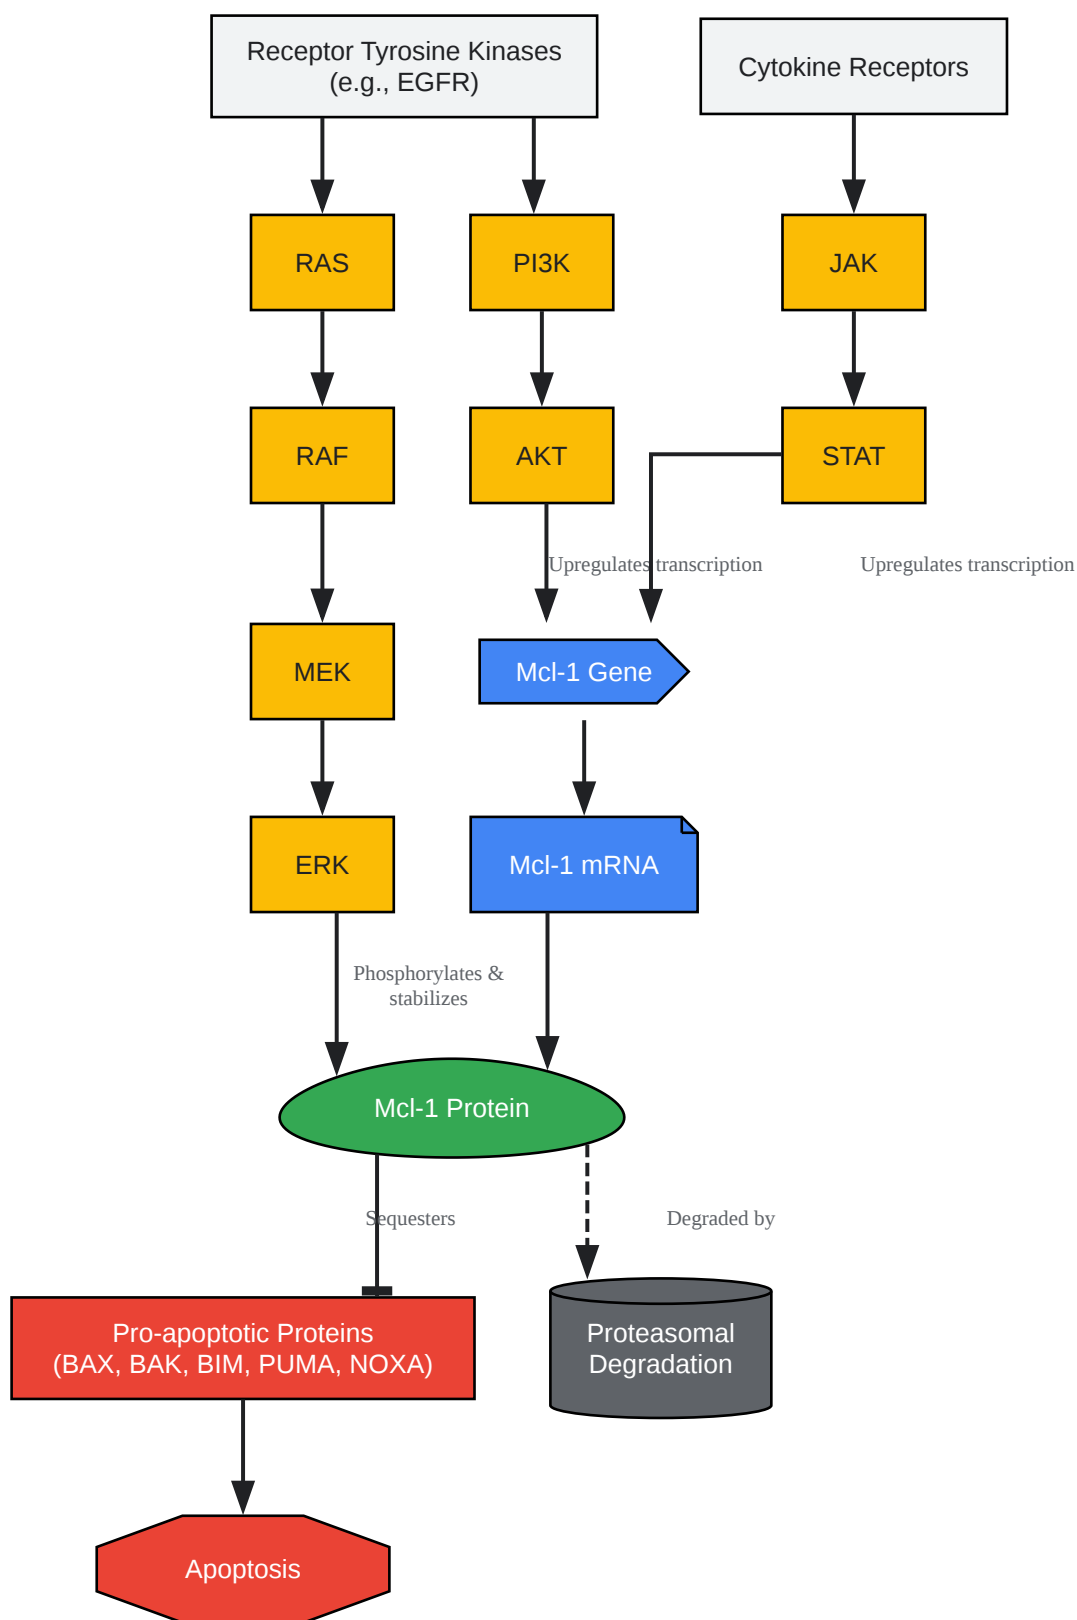 Receptor Tyrosine Kinases
(e.g., EGFR)
Cytokine Receptors
RAS
PI3K
JAK
RAF
AKT
STAT
Upregulates transcription
Upregulates transcription
MEK
Mcl-1 Gene
ERK
Mcl-1 mRNA
Phosphorylates &
stabilizes
Mcl-1 Protein
Sequesters
Degraded by
Pro-apoptotic Proteins
(BAX, BAK, BIM, PUMA, NOXA)
Proteasomal
Degradation
Apoptosis